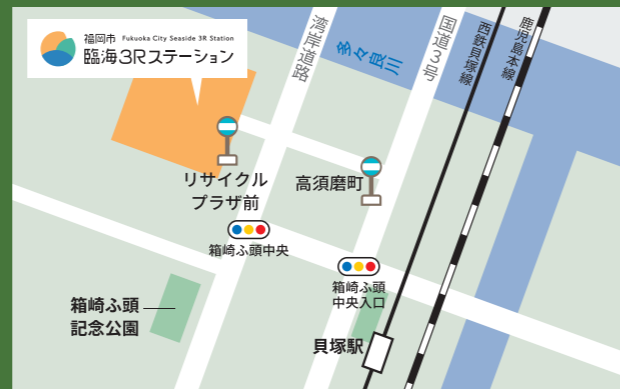 福岡市 Fukuoka City Seaside 3R Station
臨海3Rステーション
湾岸道路
多々良川
国道3号
西鉄貝塚線
鹿児島本線
リサイクル
プラザ前
高須磨町
箱崎ふ頭中央
箱崎ふ頭
中央入口
箱崎ふ頭
記念公園
貝塚駅